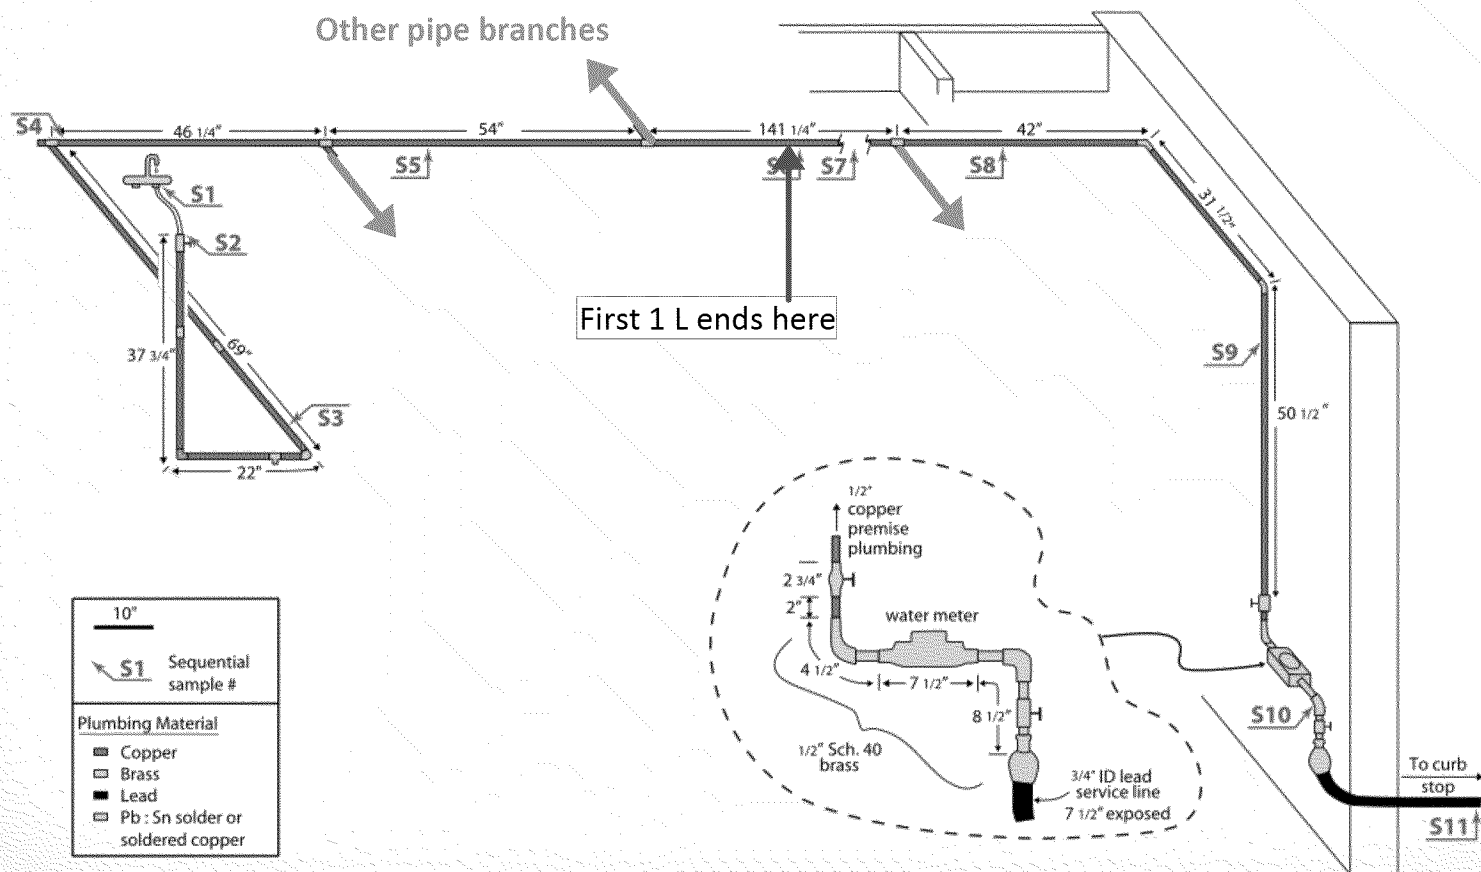 Other pipe branches
S4
46 1/4"
54"
141 1/4"
42"
S5
S7
S8
S1
S2
31 1/2"
First 1 L ends here
37 3/4"
69"
S9
S3
50 1/2"
22"
1/2"
copper
premise
plumbing
2 3/4"
2"
water meter
4 1/2"
7 1/2"
8 1/2"
1/2" Sch. 40
brass
3/4" ID lead
service line
7 1/2" exposed
S10
To curb
stop
S11
10"
S1 Sequential
sample #
Plumbing Material
Copper
Brass
Lead
Pb : Sn solder or
soldered copper